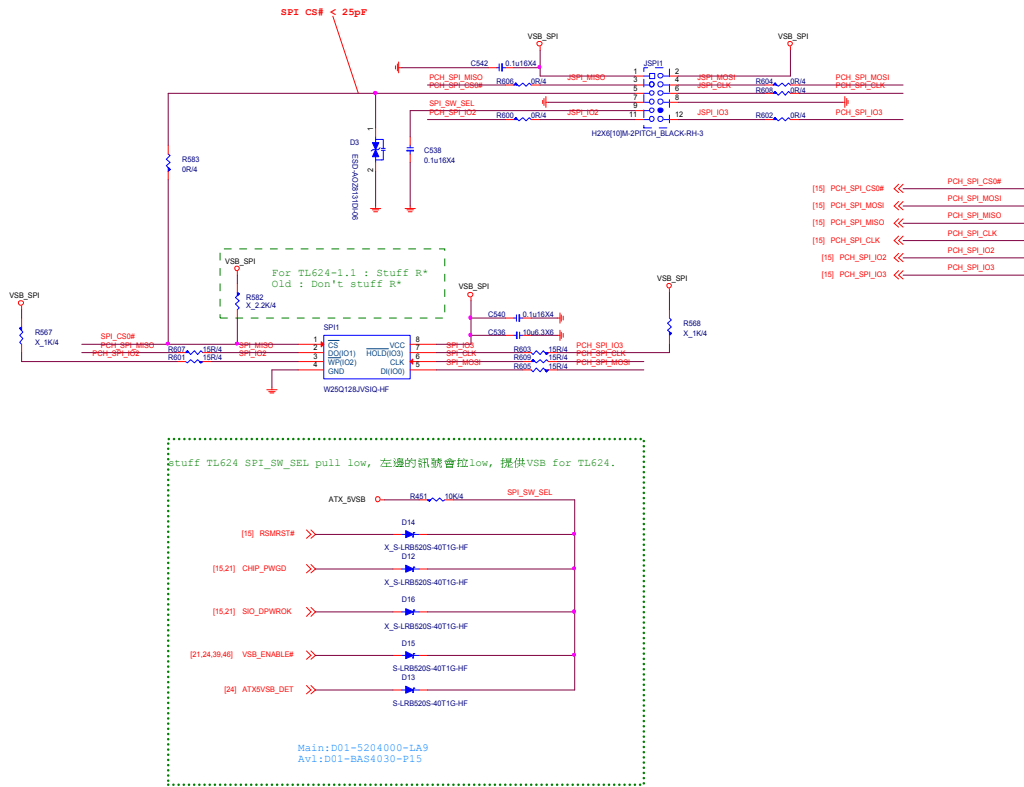 SPI CS# < 25pF
VSB_SPI
VSB_SPI
C542
0.1u16X4
JSPI1
PCH_SPI_MISO
R606
0R/4
JSPI_MISO
1
2
JSPI_MOSI
R604
0R/4
PCH_SPI_MOSI
PCH_SPI_CS0#
3
4
JSPI_CLK
R608
0R/4
PCH_SPI_CLK
5
6
7
8
SPI_SW_SEL
9
PCH_SPI_IO2
R600
0R/4
JSPI_IO2
11
12
JSPI_IO3
R602
0R/4
PCH_SPI_IO3
H2X6[10]M-2PITCH_BLACK-RH-3
1
D3
2
ESD-AOZ8131DI-06
C538
0.1u16X4
R583
0R/4
[15] PCH_SPI_CS0#
PCH_SPI_CS0#
[15] PCH_SPI_MOSI
PCH_SPI_MOSI
[15] PCH_SPI_MISO
PCH_SPI_MISO
[15] PCH_SPI_CLK
PCH_SPI_CLK
[15] PCH_SPI_IO2
PCH_SPI_IO2
[15] PCH_SPI_IO3
PCH_SPI_IO3
VSB_SPI
For TL624-1.1 : Stuff R*
Old : Don't stuff R*
R582
X_2.2K/4
VSB_SPI
VSB_SPI
VSB_SPI
R567
X_1K/4
C540
0.1u16X4
C536
10u6.3X6
R568
X_1K/4
SPI1
SPI_CS0#
PCH_SPI_MISO
R607
15R/4
SPI_MISO
PCH_SPI_IO2
R601
15R/4
SPI_IO2
1
CS
VCC
8
2
DO(IO1)
HOLD(IO3)
7
3
WP(IO2)
CLK
6
4
GND
DI(IO0)
5
SPI_IO3
R603
15R/4
PCH_SPI_IO3
SPI_CLK
R609
15R/4
PCH_SPI_CLK
SPI_MOSI
R605
15R/4
PCH_SPI_MOSI
W25Q128JVSIQ-HF
stuff TL624 SPI_SW_SEL pull low, 左邊的訊號會拉low, 提供VSB for TL624.
ATX_5VSB
R451
10K/4
SPI_SW_SEL
[15] RSMRST#
D14
X_S-LRB520S-40T1G-HF
[15,21] CHIP_PWGD
D12
X_S-LRB520S-40T1G-HF
[15,21] SIO_DPWROK
D16
X_S-LRB520S-40T1G-HF
[21,24,39,46] VSB_ENABLE#
D15
S-LRB520S-40T1G-HF
[24] ATX5VSB_DET
D13
S-LRB520S-40T1G-HF
Main:D01-5204000-LA9
Avl:D01-BAS4030-P15